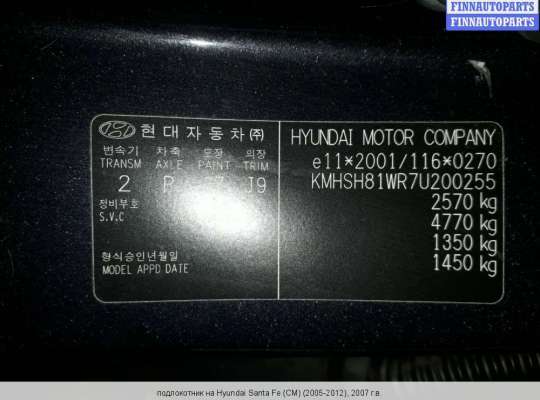 FINNAUTOPARTS
FINNAUTOPARTS
현대자동차㈜
변속기 차축 도장 의장
TRANSM AXLE PAINT TRIM
2 P J9
정비부호
S.V.C
형식승인년월일
MODEL APPD DATE
HYUNDAI MOTOR COMPANY
e11*2001/116*0270
KMHSH81WR7U200255
2570 kg
4770 kg
1350 kg
1450 kg
подлокотник на Hyundai Santa Fe (CM) (2005-2012), 2007 г.в.